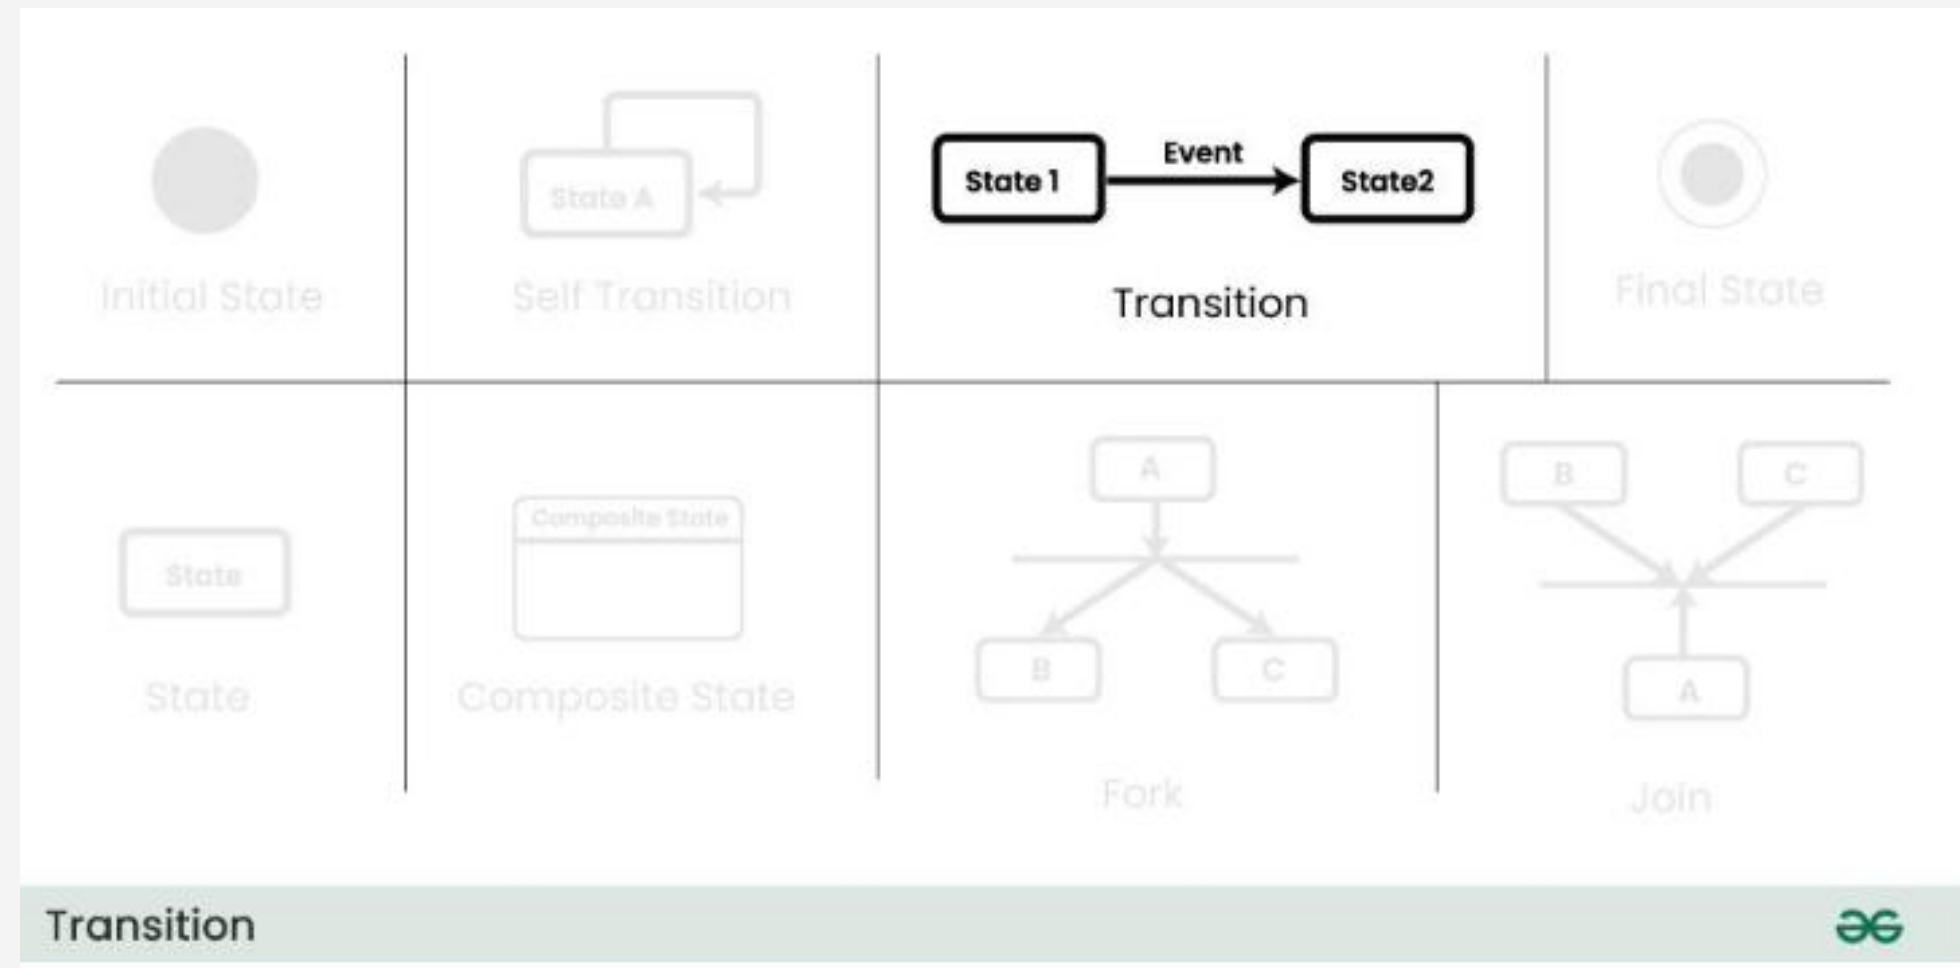 State A
Event
State 1
State2
Initial State
Self Transition
Transition
Final State
A
B
C
Composite State
State
B
C
A
State
Composite State
Fork
Join
Transition